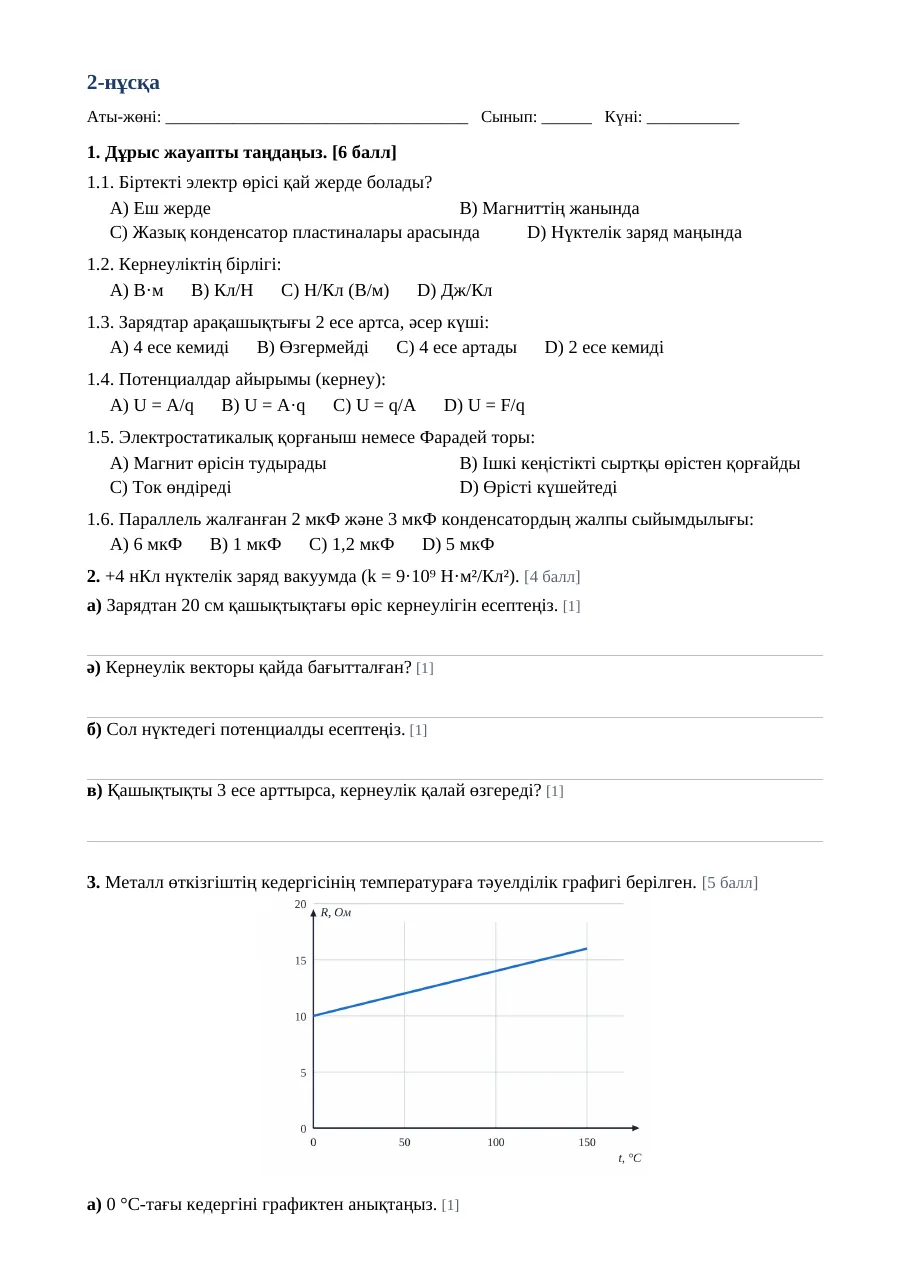 2-нұсқа
Аты-жөні: ____________________________________ Сынып: ______ Күні: ___________
1. Дұрыс жауапты таңдаңыз. [6 балл]
1.1. Біртекті электр өрісі қай жерде болады?
A) Еш жерде B) Магниттің жанында
C) Жазық конденсатор пластиналары арасында D) Нүктелік заряд маңында
1.2. Кернеуліктің бірлігі:
A) В·м B) Кл/Н C) Н/Кл (В/м) D) Дж/Кл
1.3. Зарядтар арақашықтығы 2 есе артса, әсер күші:
A) 4 есе кемиді B) Өзгермейді C) 4 есе артады D) 2 есе кемиді
1.4. Потенциалдар айырымы (кернеу):
A) U = A/q B) U = A·q C) U = q/A D) U = F/q
1.5. Электростатикалық қорғаныш немесе Фарадей торы:
A) Магнит өрісін тудырады B) Ішкі кеңістікті сыртқы өрістен қорғайды
C) Ток өндіреді D) Өрісті күшейтеді
1.6. Параллель жалғанған 2 мкФ және 3 мкФ конденсатордың жалпы сыйымдылығы:
A) 6 мкФ B) 1 мкФ C) 1,2 мкФ D) 5 мкФ
2. +4 нКл нүктелік заряд вакуумда (k = 9·10⁹ Н·м²/Кл²). [4 балл]
а) Зарядтан 20 см қашықтықтағы өріс кернеулігін есептеңіз. [1]
ә) Кернеулік векторы қайда бағытталған? [1]
б) Сол нүктедегі потенциалды есептеңіз. [1]
в) Қашықтықты 3 есе арттырса, кернеулік қалай өзгереді? [1]
3. Металл өткізгіштің кедергісінің температураға тәуелділік графигі берілген. [5 балл]
20
R, Ом
15
10
5
0
0 50 100 150
t, °C
а) 0 °C-тағы кедергіні графиктен анықтаңыз. [1]